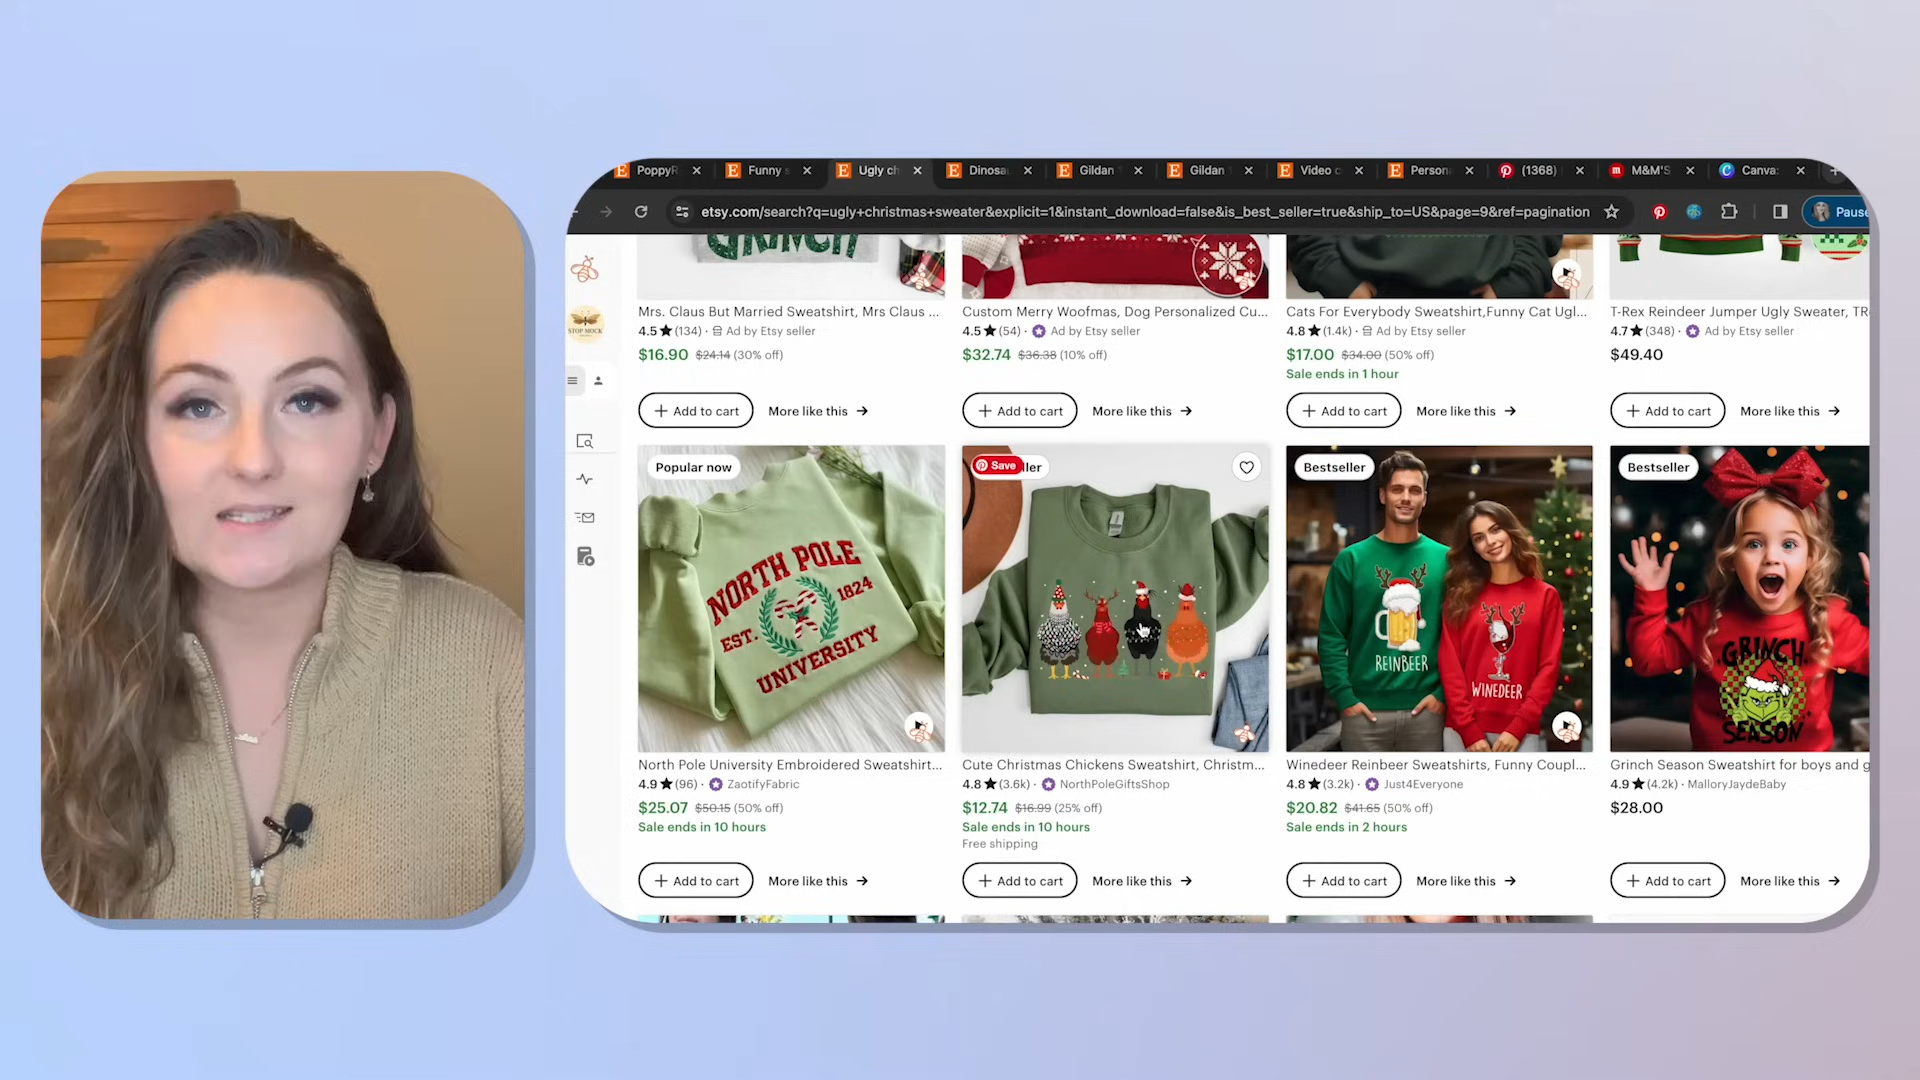 PoppyR
Funny s
Ugly ch
Dinosau
Gildan
Gildan
Video c
Person
(1368)
M&M'S
Canva:
etsy.com/search?q=ugly+christmas+sweater&explicit=1&instant_download=false&is_best_seller=true&ship_to=US&page=9&ref=pagination
Pause
STOP MOCK
GRINCH
Mrs. Claus But Married Sweatshirt, Mrs Claus ...
4.5 ★ (134) · Ad by Etsy seller
$16.90 $24.14 (30% off)
+ Add to cart
More like this →
Custom Merry Woofmas, Dog Personalized Cu...
4.5 ★ (54) · Ad by Etsy seller
$32.74 $36.38 (10% off)
+ Add to cart
More like this →
Cats For Everybody Sweatshirt,Funny Cat Ugl...
4.8 ★ (1.4k) · Ad by Etsy seller
$17.00 $34.00 (50% off)
Sale ends in 1 hour
+ Add to cart
More like this →
T-Rex Reindeer Jumper Ugly Sweater, TR
4.7 ★ (348) · Ad by Etsy seller
$49.40
+ Add to cart
More like this →
Popular now
NORTH POLE
EST. 1824
UNIVERSITY
North Pole University Embroidered Sweatshirt...
4.9 ★ (96) · ZaotifyFabric
$25.07 $50.15 (50% off)
Sale ends in 10 hours
+ Add to cart
More like this →
Save
ller
Cute Christmas Chickens Sweatshirt, Christm...
4.8 ★ (3.6k) · NorthPoleGiftsShop
$12.74 $16.99 (25% off)
Sale ends in 10 hours
Free shipping
+ Add to cart
More like this →
Bestseller
REINBEER
WINEDEER
Winedeer Reinbeer Sweatshirts, Funny Coupl...
4.8 ★ (3.2k) · Just4Everyone
$20.82 $41.65 (50% off)
Sale ends in 2 hours
+ Add to cart
More like this →
Bestseller
GRINCH
SEASON
Grinch Season Sweatshirt for boys and g
4.9 ★ (4.2k) · MalloryJaydeBaby
$28.00
+ Add to cart
More like this →